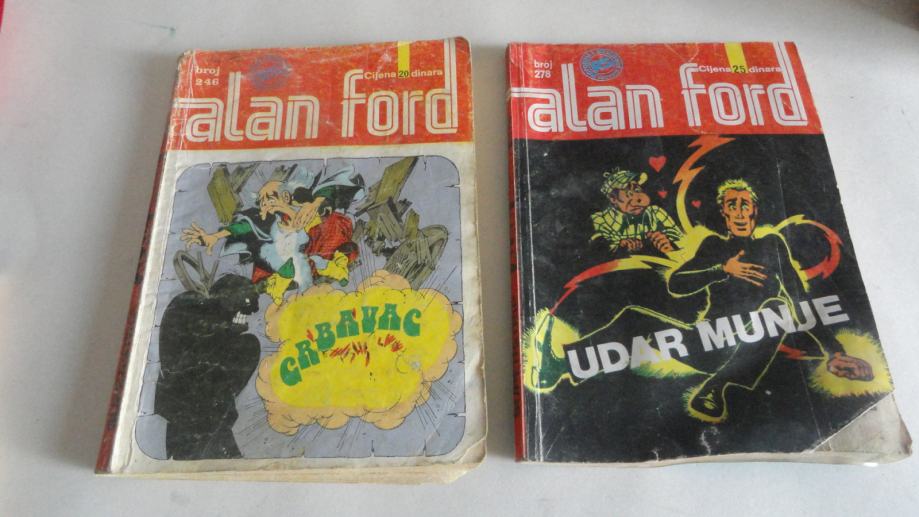 broj
246
Cijena 20 dinara
alan ford
GRBAVAC
broj
278
Cijena 25 dinara
alan ford
UDAR MUNJE